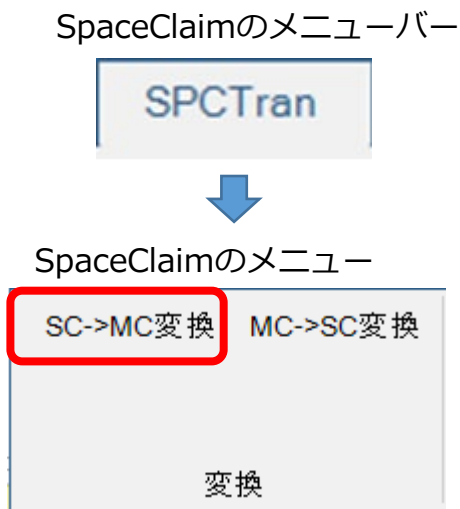 SpaceClaimのメニューバー
SPCTran
SpaceClaimのメニュー
SC->MC変換 MC->SC変換
変換